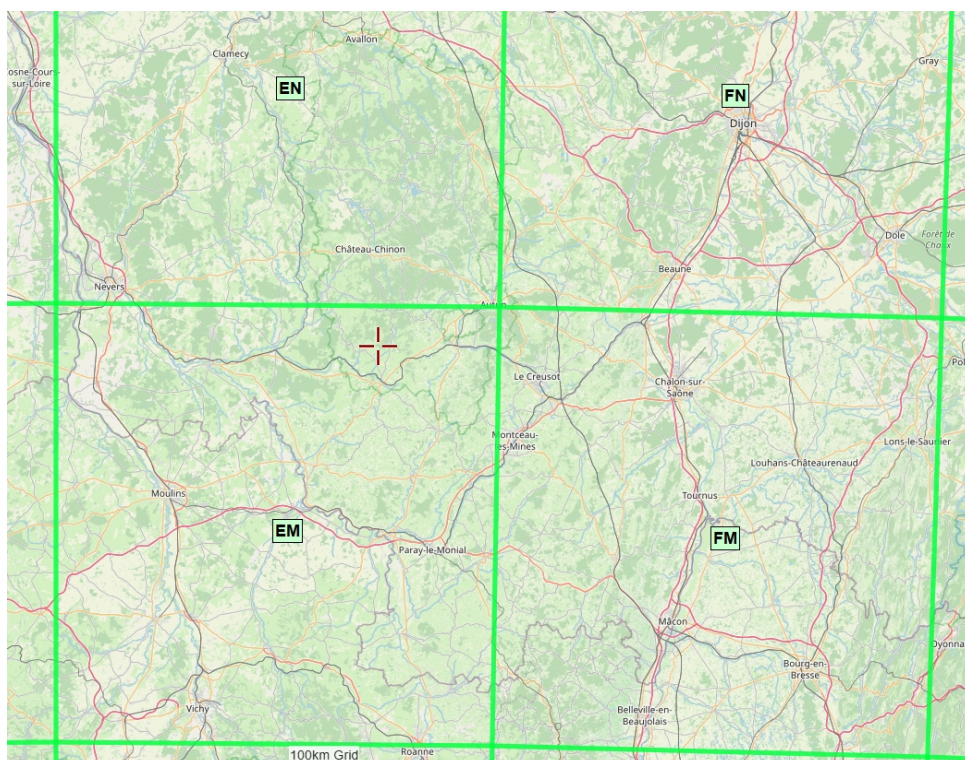 Clamecy
Avallon
osne-Cours-
sur-Loire
EN
FN
Gray
Dijon
Dole
Forêt de
Chaux
Château-Chinon
Beaune
Nevers
Autun
Le Creusot
Chalon-sur-
Saône
Montceau-
les-Mines
Lons-le-Saunier
Louhans-Châteaurenaud
Moulins
Tournus
EM
FM
Paray-le-Monial
Mâcon
Oyonna
Bourg-en-
Bresse
Vichy
Belleville-en-
Beaujolais
Roanne
100km Grid